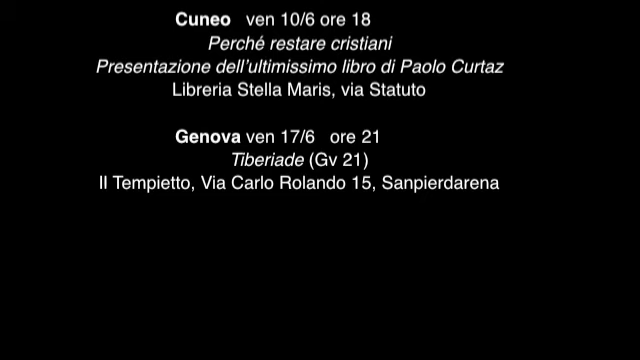 Cuneo ven 10/6 ore 18
Perché restare cristiani
Presentazione dell'ultimissimo libro di Paolo Curtaz
Libreria Stella Maris, via Statuto
Genova ven 17/6 ore 21
Tiberiade (Gv 21)
Il Tempietto, Via Carlo Rolando 15, Sanpierdarena